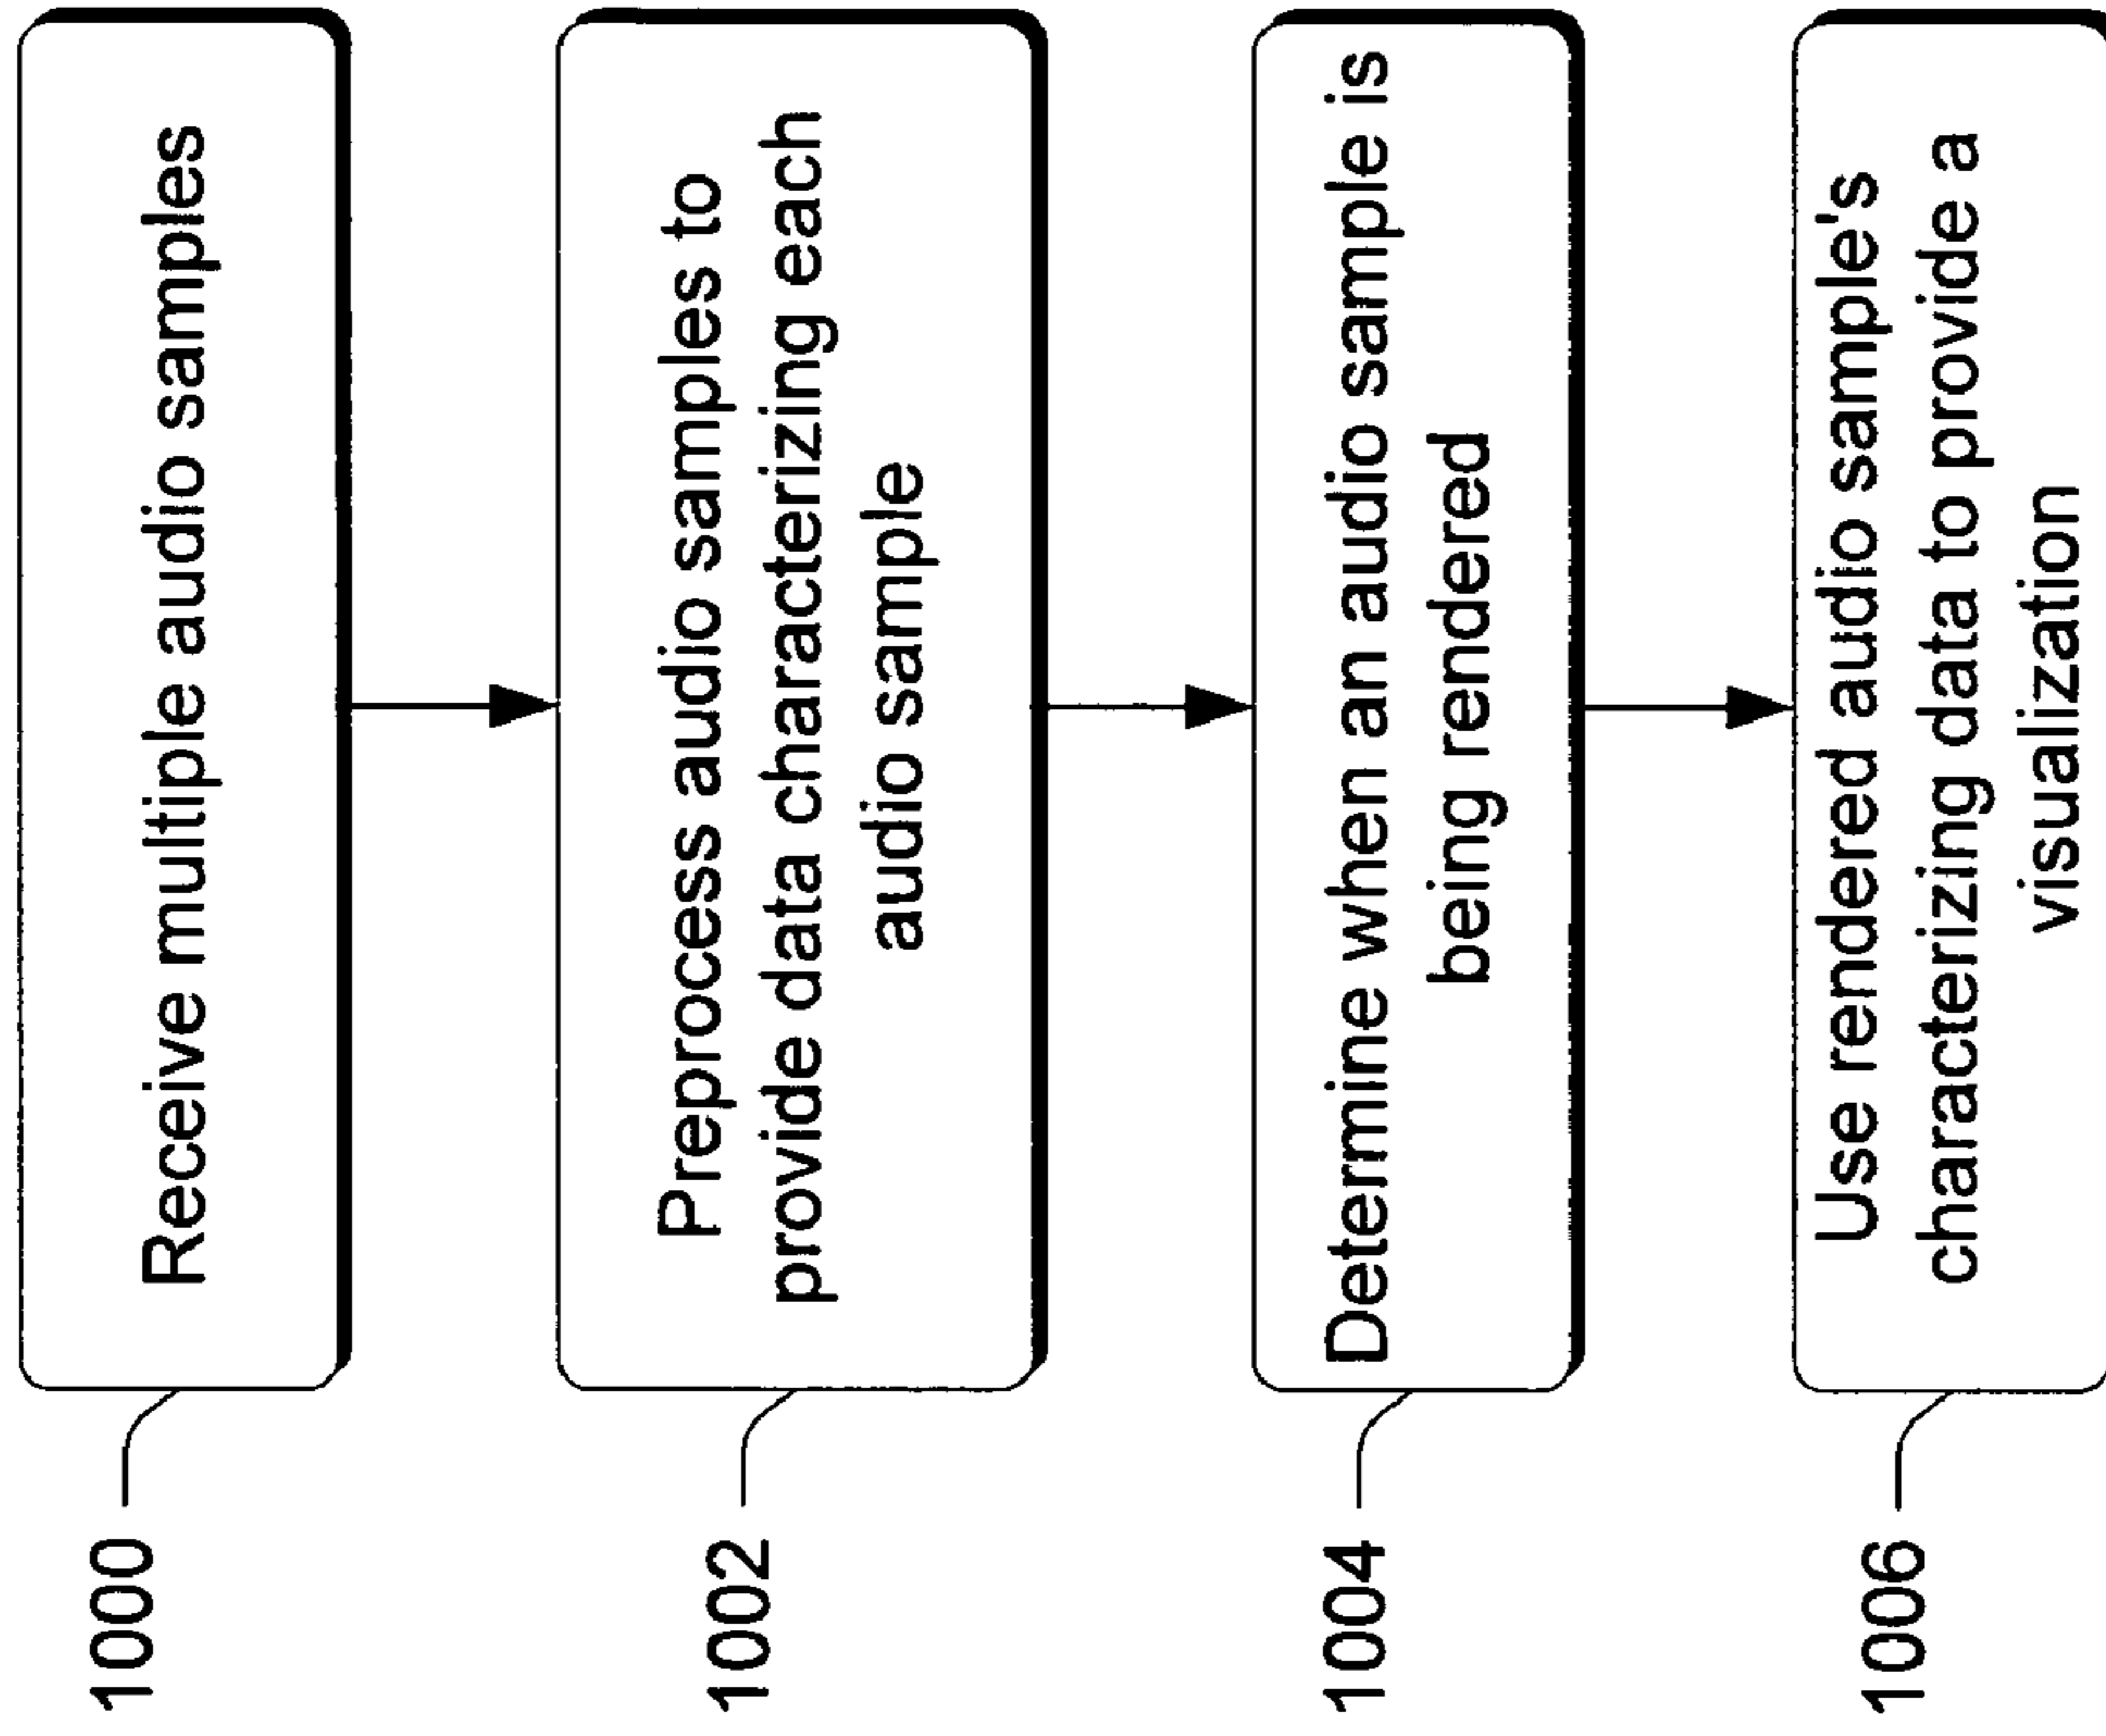 1000
Receive multiple audio samples
1002
Preprocess audio samples to
provide data characterizing each
audio sample
1004
Determine when an audio sample is
being rendered
1006
Use rendered audio sample's
characterizing data to provide a
visualization